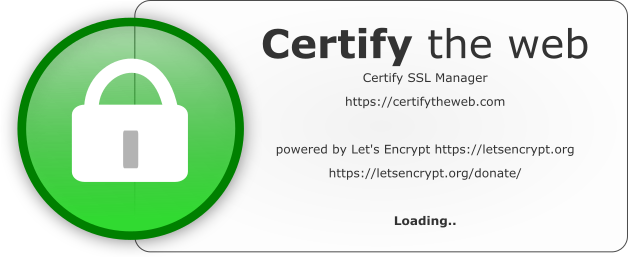 Certify the web
Certify SSL Manager
https://certifytheweb.com
powered by Let's Encrypt https://letsencrypt.org
https://letsencrypt.org/donate/
Loading..